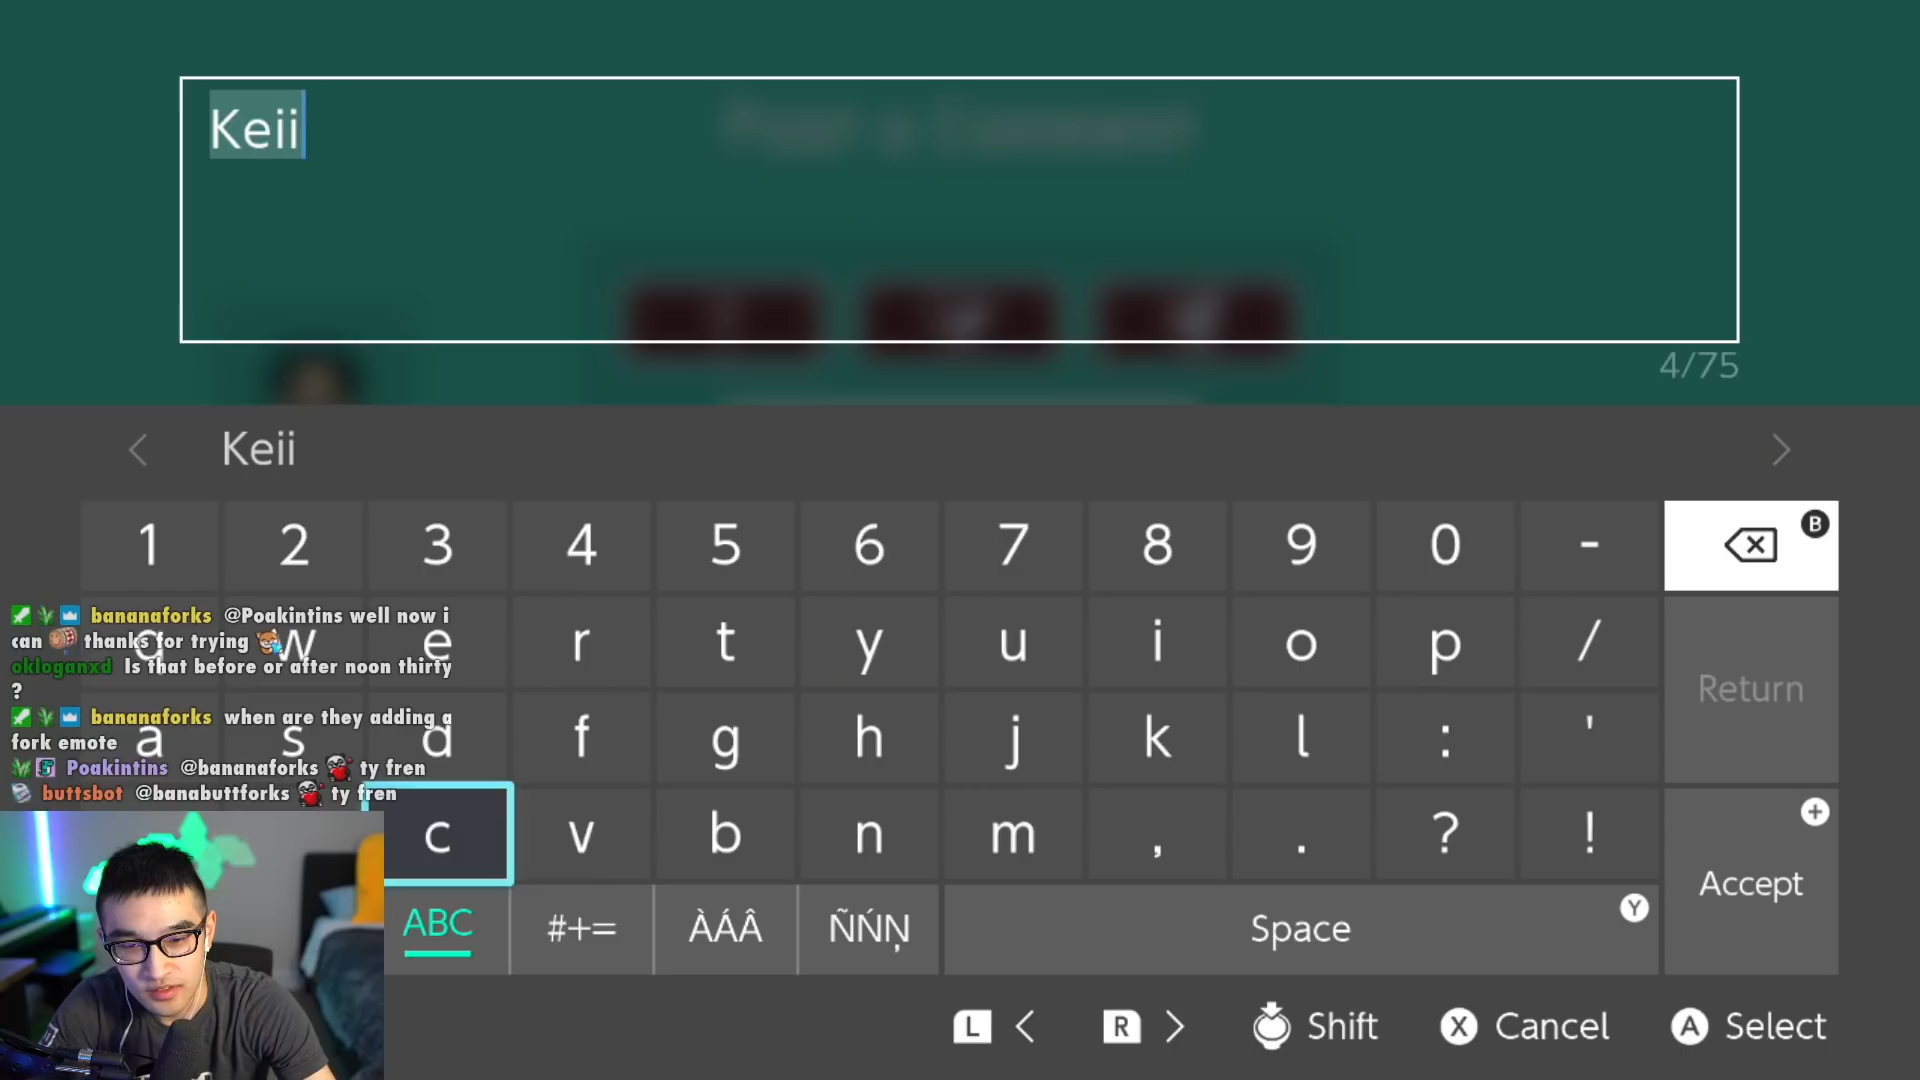 Keii
4/75
Keii
1 2 3 4 5 6 7 8 9 0 - B
bananaforks @Poakintins well now i
can thanks for trying
q w e r t y u i o p /
okloganxd Is that before or after noon thirty
?
Return
bananaforks when are they adding a
fork emote
a s d f g h j k l : '
Poakintins @bananaforks ty fren
buttsbot @banabuttforks ty fren
c v b n m , . ? ! +
Accept
ABC #+= ÀÁÂ ÑŃŅ Space Y
L < R > Shift X Cancel A Select